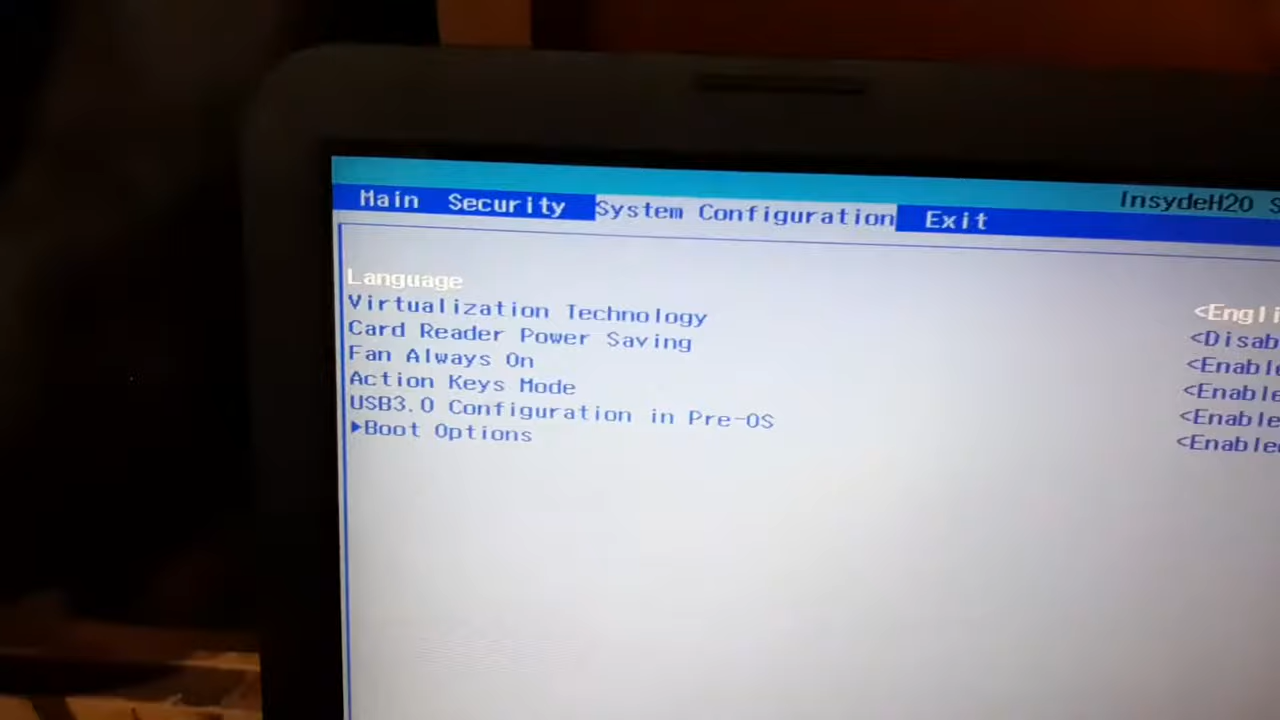 InsydeH20
Main Security System Configuration Exit
Language
Virtualization Technology
Card Reader Power Saving
Fan Always On
Action Keys Mode
USB3.0 Configuration in Pre-OS
▶Boot Options
<Engli
<Disab
<Enable
<Enable
<Enable
<Enable